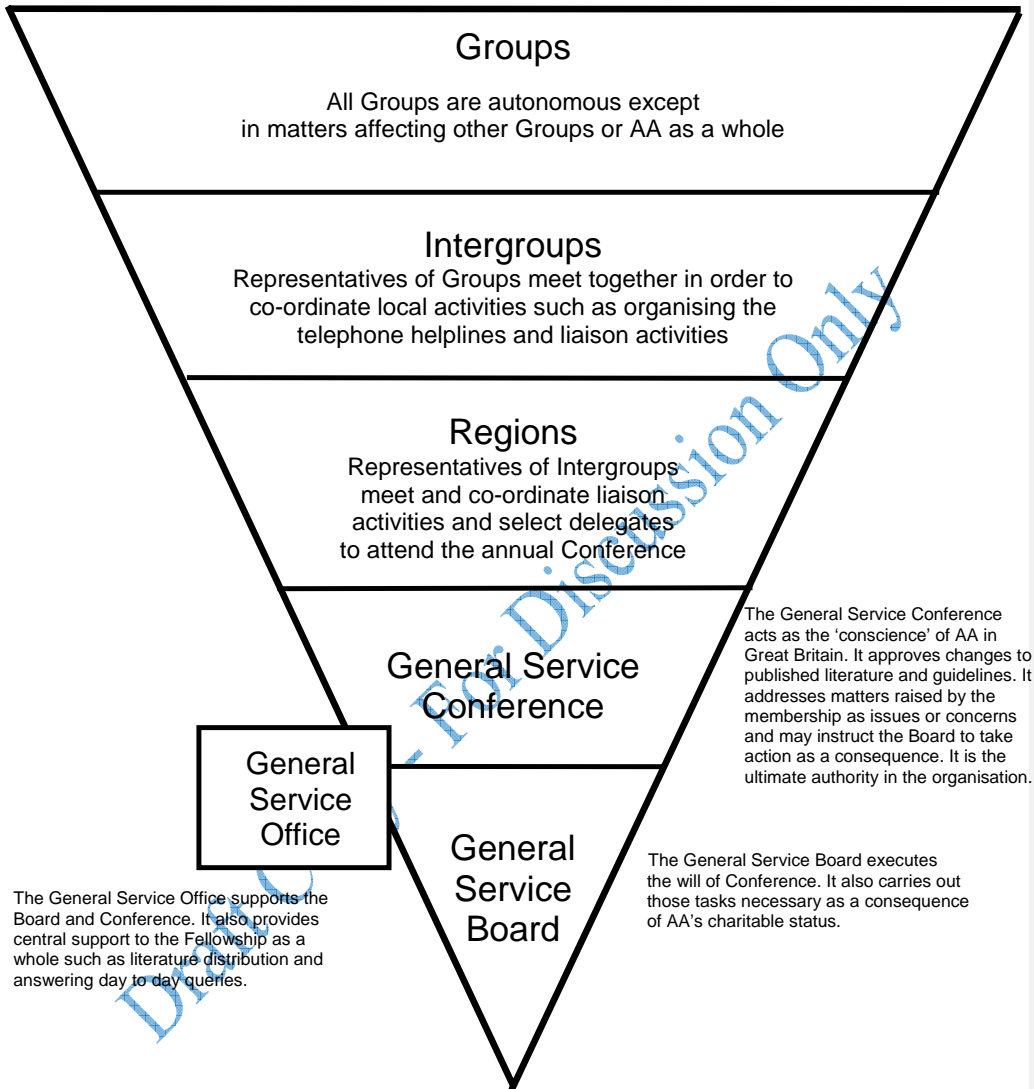 Groups
All Groups are autonomous except
in matters affecting other Groups or AA as a whole
Intergroups
Representatives of Groups meet together in order to
co-ordinate local activities such as organising the
telephone helplines and liaison activities
Regions
Representatives of Intergroups
meet and co-ordinate liaison
activities and select delegates
to attend the annual Conference
General Service
Conference
The General Service Conference
acts as the ‘conscience’ of AA in
Great Britain. It approves changes to
published literature and guidelines. It
addresses matters raised by the
membership as issues or concerns
and may instruct the Board to take
action as a consequence. It is the
ultimate authority in the organisation.
General
Service
Office
The General Service Office supports the
Board and Conference. It also provides
central support to the Fellowship as a
whole such as literature distribution and
answering day to day queries.
General
Service
Board
The General Service Board executes
the will of Conference. It also carries out
those tasks necessary as a consequence
of AA’s charitable status.
Draft - For Discussion Only